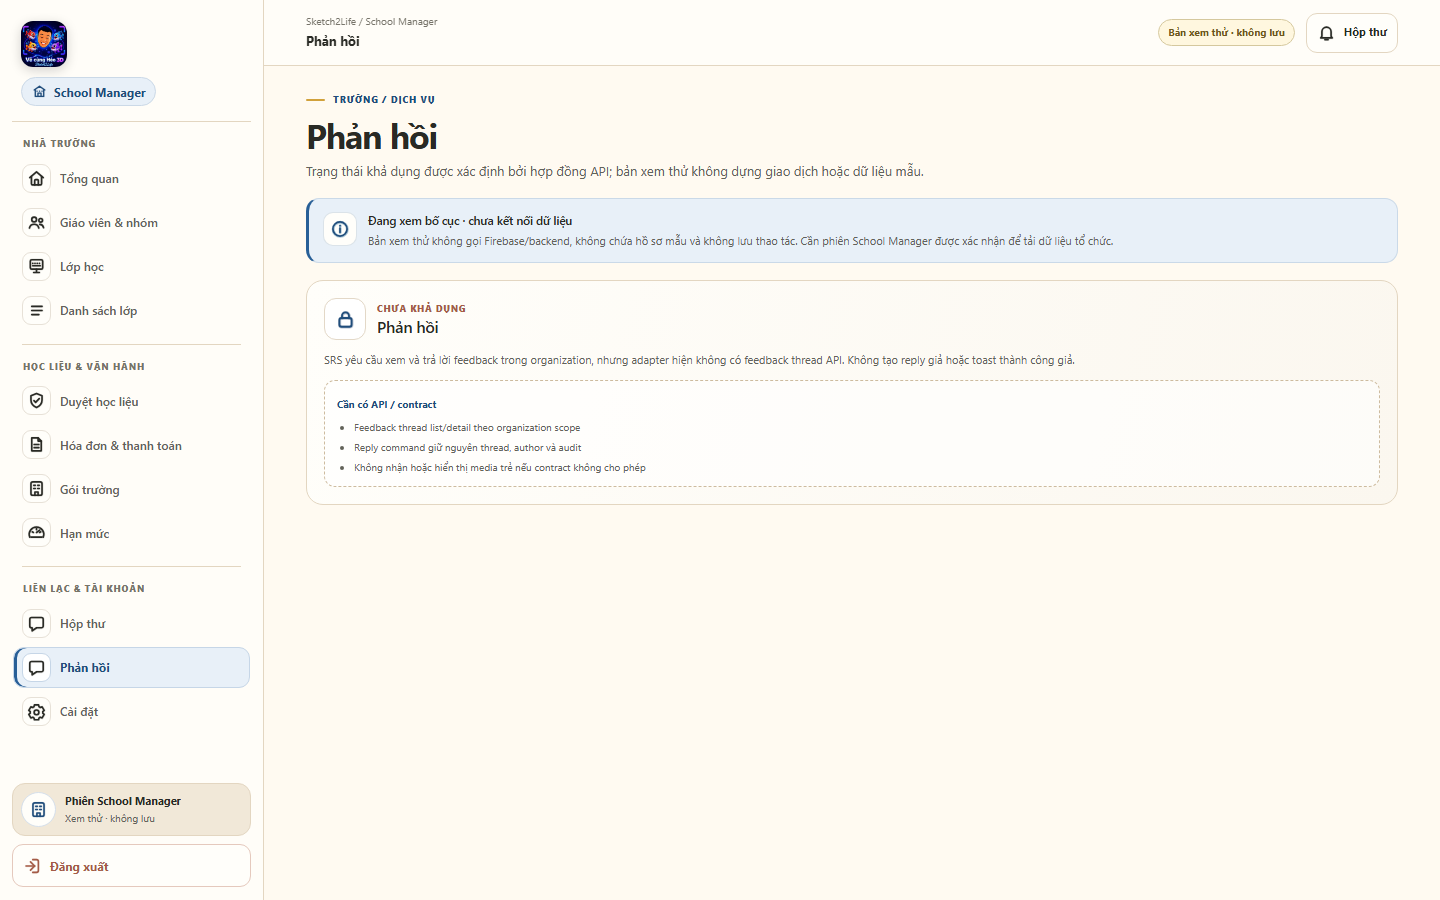 School Manager
NHÀ TRƯỜNG
Tổng quan
Giáo viên & nhóm
Lớp học
Danh sách lớp
HỌC LIỆU & VẬN HÀNH
Duyệt học liệu
Hóa đơn & thanh toán
Gói trường
Hạn mức
LIÊN LẠC & TÀI KHOẢN
Hộp thư
Phản hồi
Cài đặt
Phiên School Manager
Xem thử · không lưu
Đăng xuất
Sketch2Life / School Manager
Phản hồi
Bản xem thử · không lưu
Hộp thư
TRƯỜNG / DỊCH VỤ
Phản hồi
Trạng thái khả dụng được xác định bởi hợp đồng API; bản xem thử không dựng giao dịch hoặc dữ liệu mẫu.
Đang xem bố cục · chưa kết nối dữ liệu
Bản xem thử không gọi Firebase/backend, không chứa hồ sơ mẫu và không lưu thao tác. Cần phiên School Manager được xác nhận để tải dữ liệu tổ chức.
CHƯA KHẢ DỤNG
Phản hồi
SRS yêu cầu xem và trả lời feedback trong organization, nhưng adapter hiện không có feedback thread API. Không tạo reply giả hoặc toast thành công giả.
Cần có API / contract
Feedback thread list/detail theo organization scope
Reply command giữ nguyên thread, author và audit
Không nhận hoặc hiển thị media trẻ nếu contract không cho phép